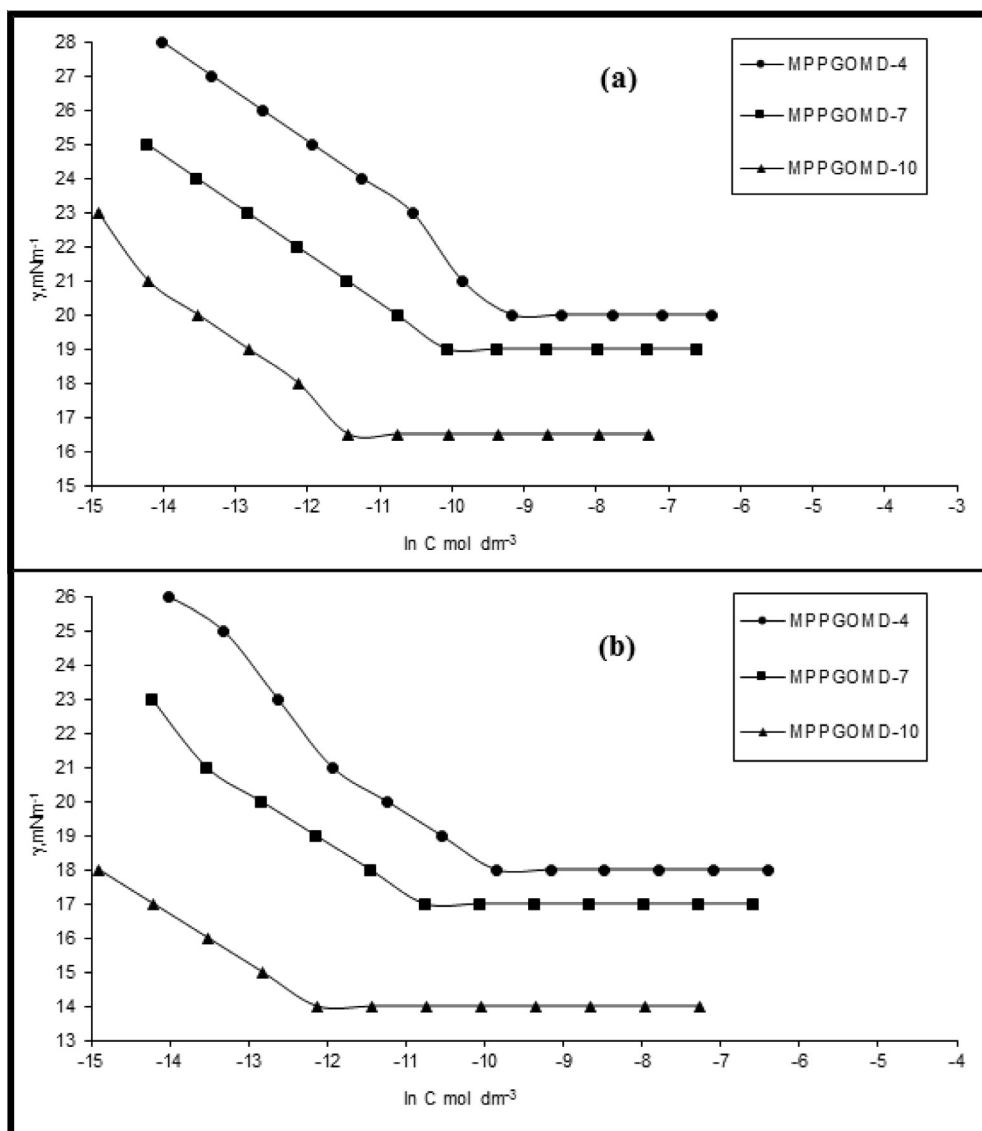 (a)
MPPGOMD-4
MPPGOMD-7
MPPGOMD-10
28
27
26
25
24
23
22
21
20
19
18
17
16
15
γ,mNm-1
-15 -14 -13 -12 -11 -10 -9 -8 -7 -6 -5 -4 -3
ln C mol dm-3
(b)
MPPGOMD-4
MPPGOMD-7
MPPGOMD-10
26
25
24
23
22
21
20
19
18
17
16
15
14
13
γ,mNm-1
-15 -14 -13 -12 -11 -10 -9 -8 -7 -6 -5 -4
ln C mol dm-3